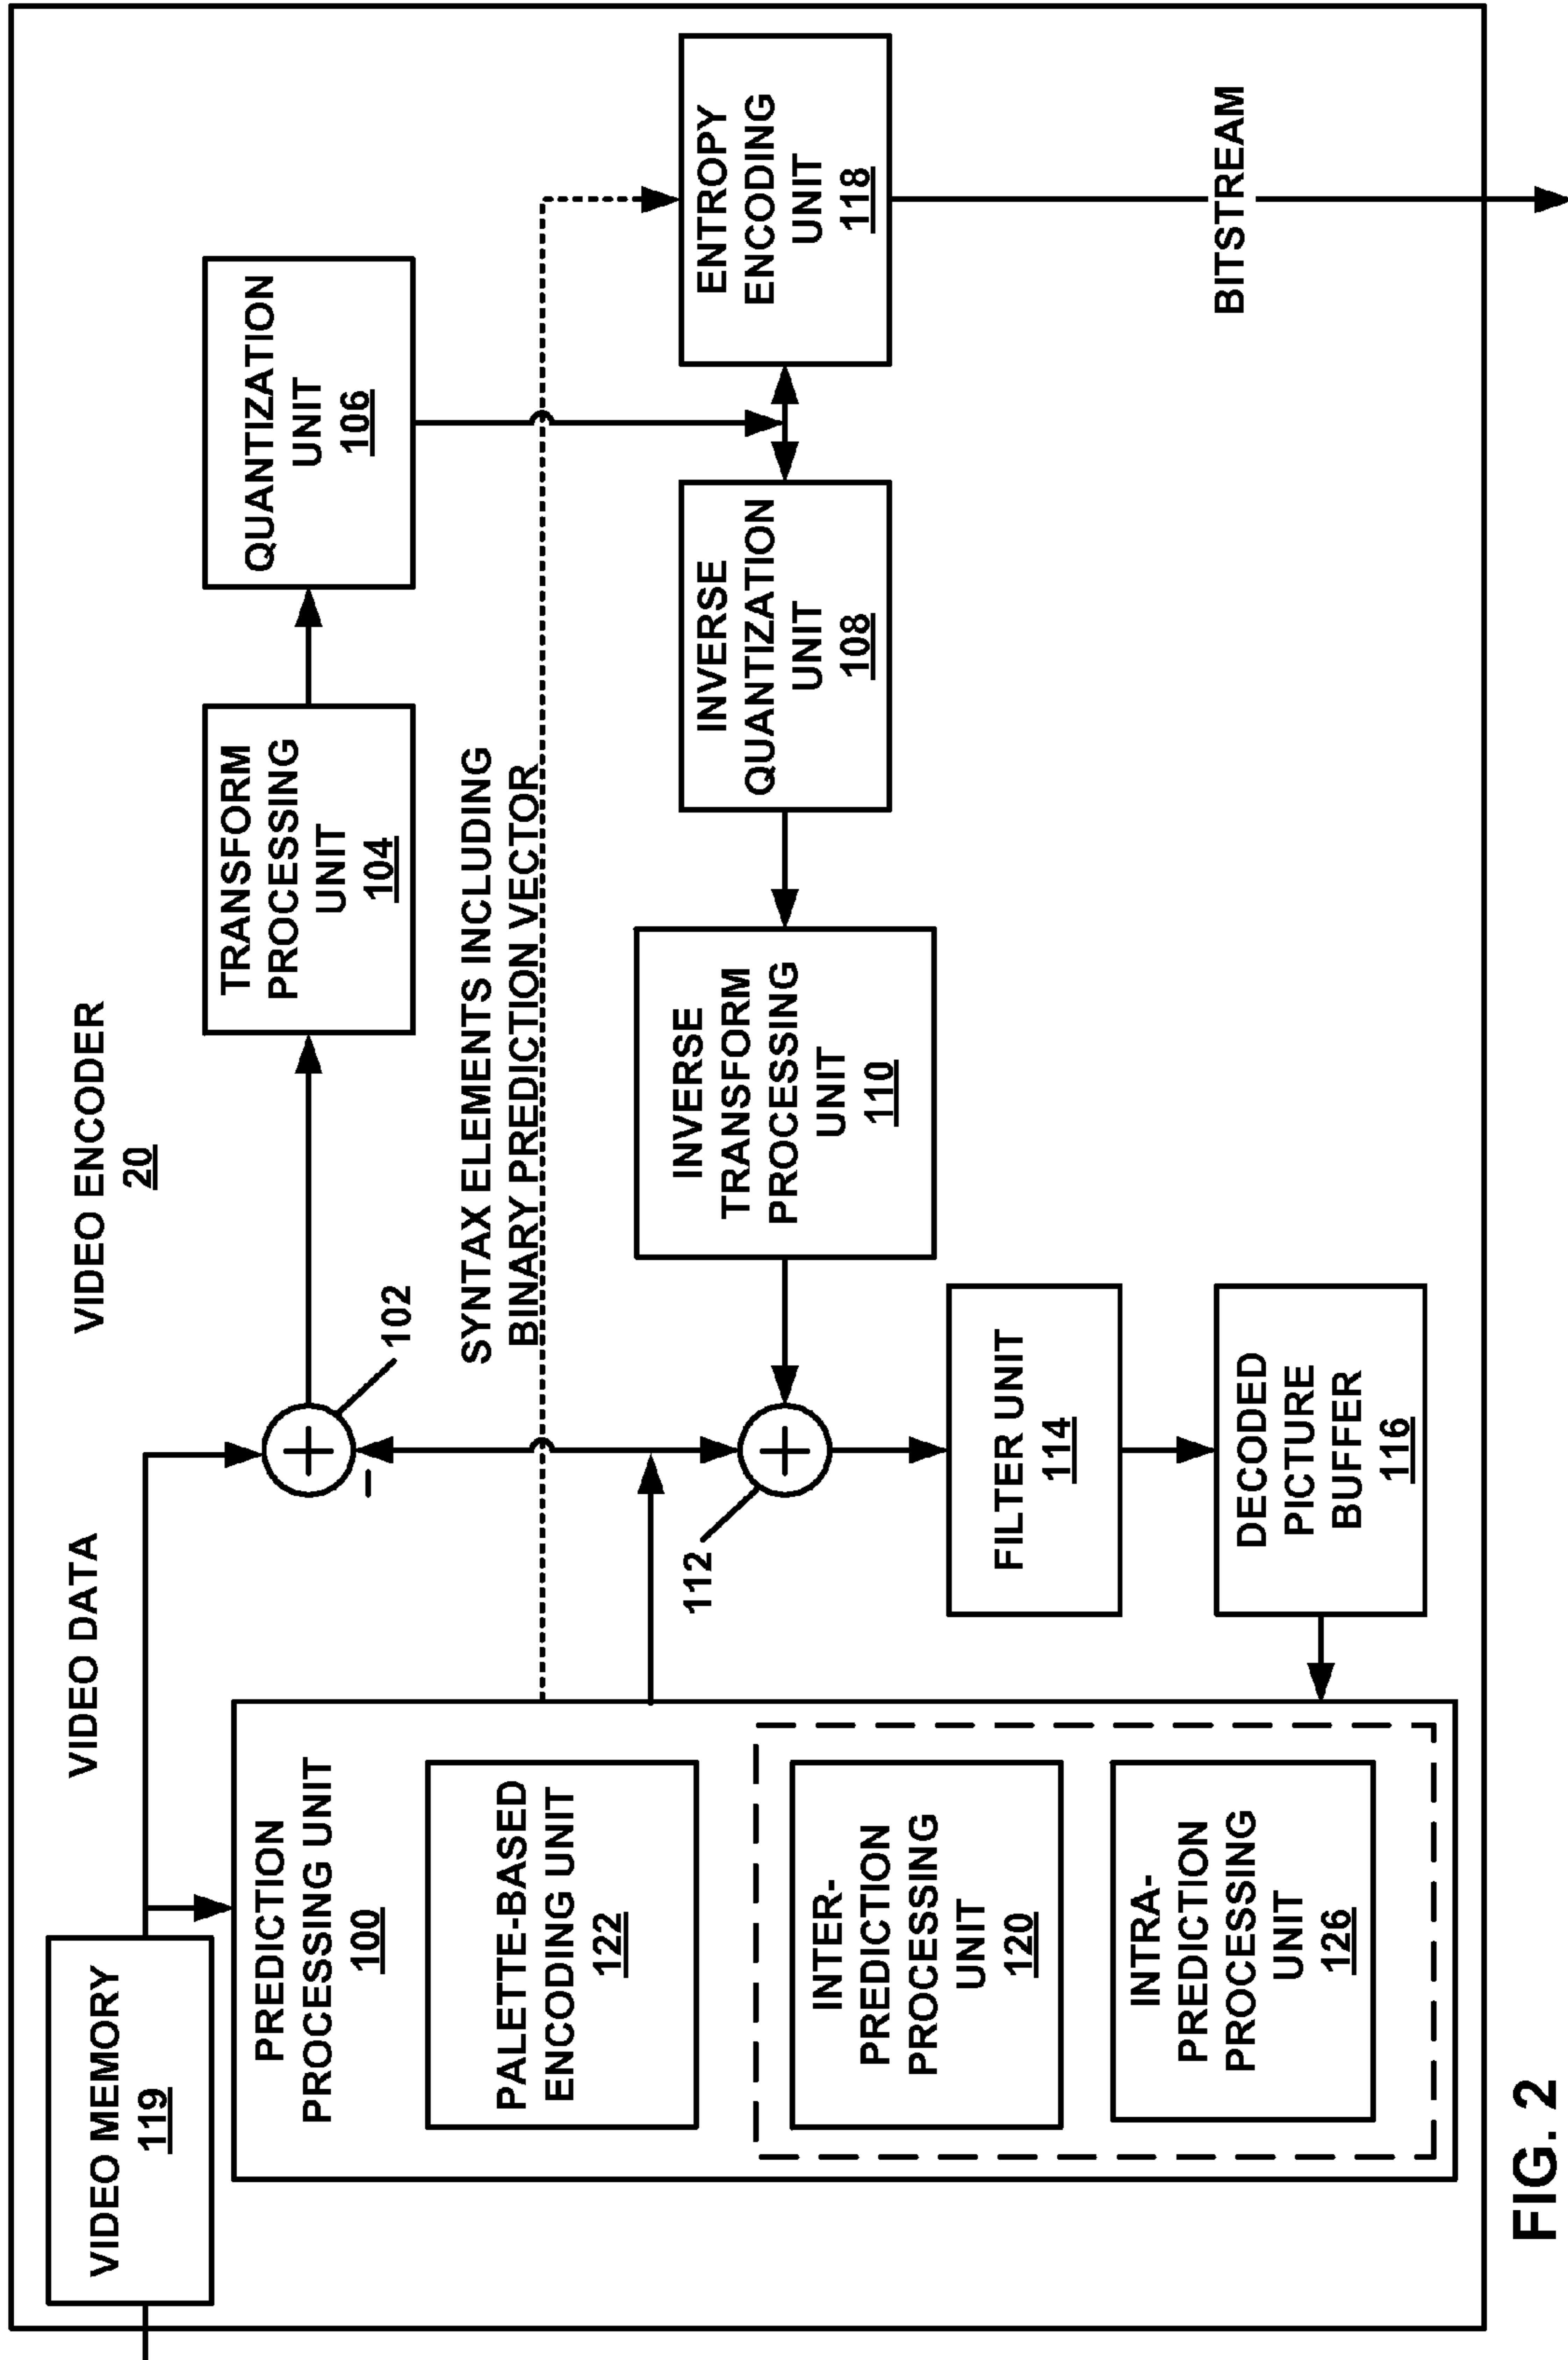 VIDEO MEMORY
119
VIDEO DATA
VIDEO ENCODER
20
PREDICTION
PROCESSING UNIT
100
PALETTE-BASED
ENCODING UNIT
122
INTER-
PREDICTION
PROCESSING
UNIT
120
INTRA-
PREDICTION
PROCESSING
UNIT
126
102
–
+
TRANSFORM
PROCESSING
UNIT
104
QUANTIZATION
UNIT
106
SYNTAX ELEMENTS INCLUDING
BINARY PREDICTION VECTOR
112
+
INVERSE
TRANSFORM
PROCESSING
UNIT
110
INVERSE
QUANTIZATION
UNIT
108
ENTROPY
ENCODING
UNIT
118
FILTER UNIT
114
DECODED
PICTURE
BUFFER
116
BITSTREAM
FIG. 2